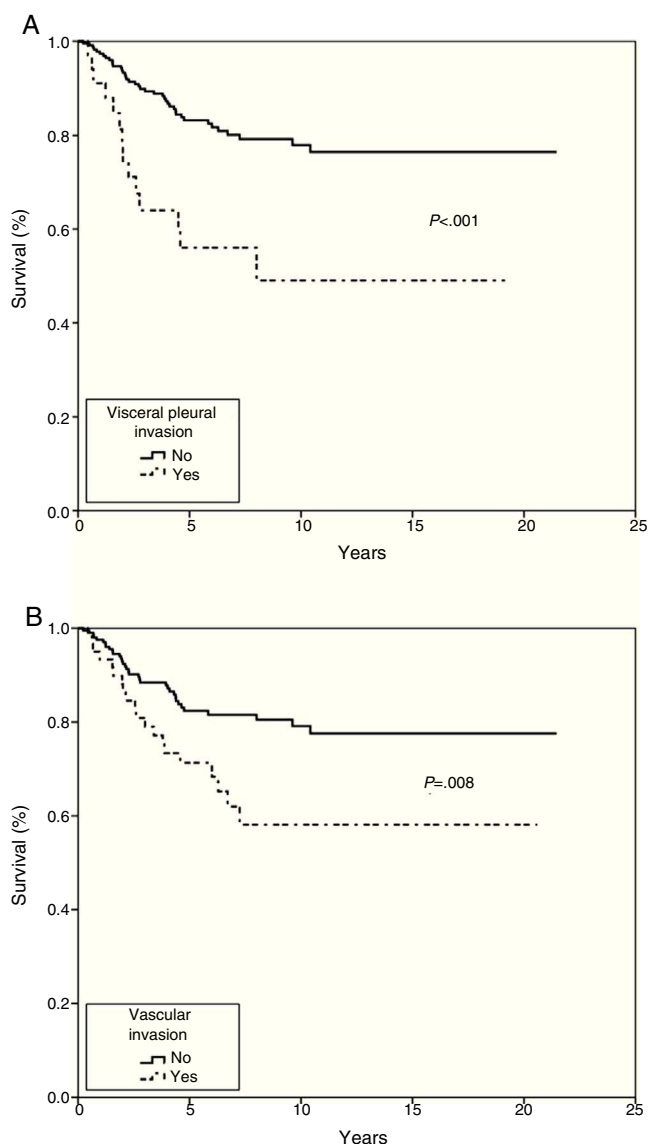 A
1.0
0.8
0.6
0.4
0.2
0.0
Survival (%)
P<.001
Visceral pleural
invasion
No
Yes
0
5
10
15
20
25
Years
B
1.0
0.8
0.6
0.4
0.2
0.0
Survival (%)
P=.008
Vascular
invasion
No
Yes
0
5
10
15
20
25
Years